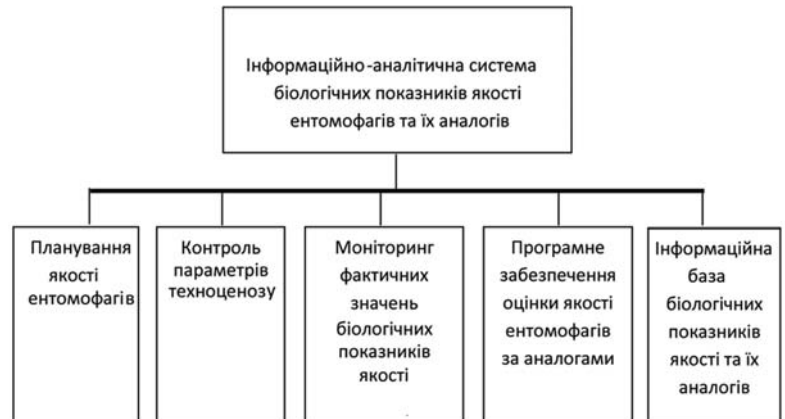 Інформаційно-аналітична система
біологічних показників якості
ентомофагів та їх аналогів
Планування
якості
ентомофагів
Контроль
параметрів
техноценозу
Моніторинг
фактичних
значень
біологічних
показників
якості
Програмне
забезпечення
оцінки якості
ентомофагів
за аналогами
Інформаційна
база
біологічних
показників
якості та їх
аналогів